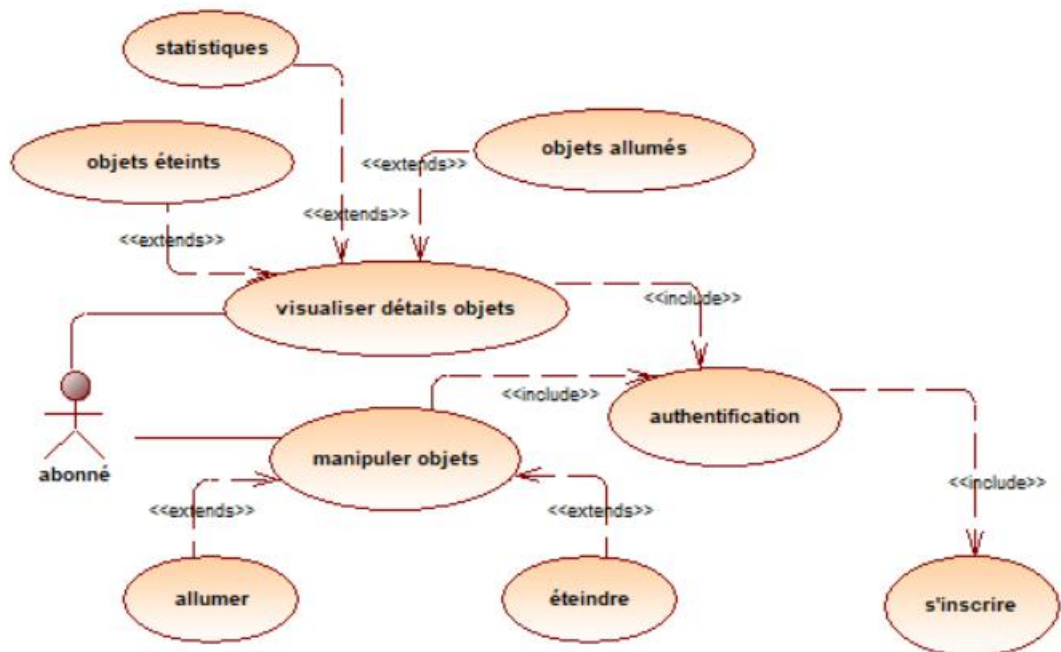 statistiques
objets éteints
objets allumés
<<extends>>
<<extends>>
<<extends>>
visualiser détails objets
<<include>>
<<include>>
authentification
abonné
manipuler objets
<<extends>>
<<extends>>
<<include>>
allumer
éteindre
s'inscrire